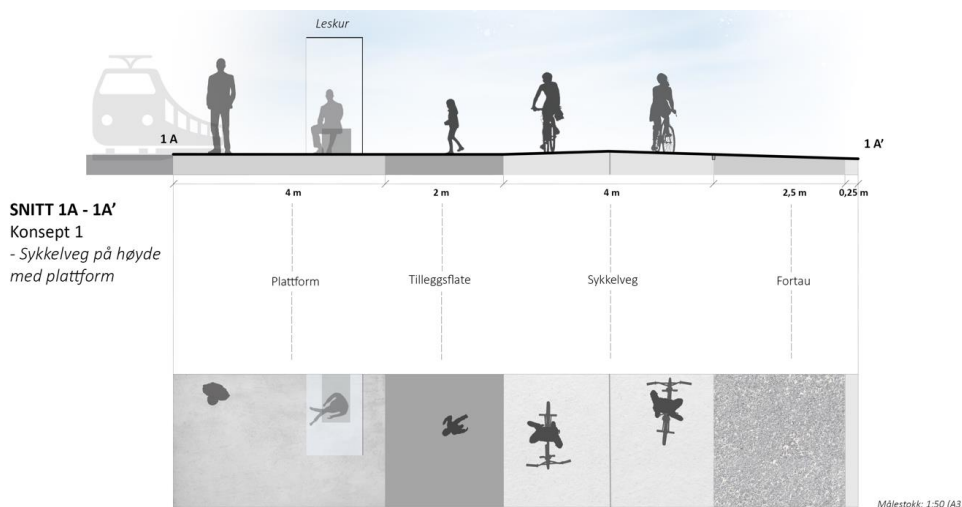 Leskur
1 A
1 A’
4 m
2 m
4 m
2,5 m
0,25 m
SNITT 1A - 1A’
Konsept 1
- Sykkelveg på høyde
med plattform
Plattform
Tilleggsflate
Sykkelveg
Fortau
Målestokk: 1:50 (A3